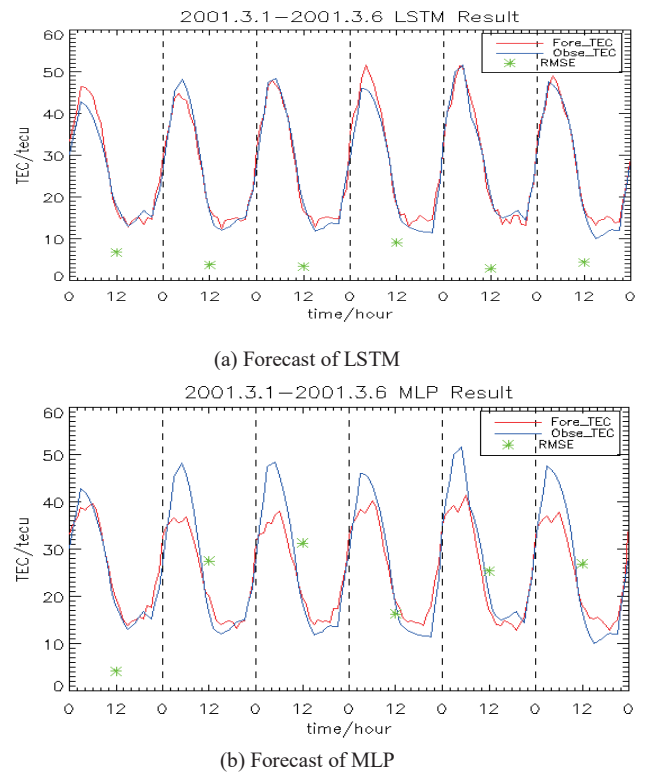 2001.3.1−2001.3.6 LSTM Result
60
50
40
30
20
10
0
TEC/tecu
Fore_TEC
Obse_TEC
RMSE
0 12 0 12 0 12 0 12 0 12 0 12 0
time/hour
(a) Forecast of LSTM
2001.3.1−2001.3.6 MLP Result
60
50
40
30
20
10
0
TEC/tecu
Fore_TEC
Obse_TEC
RMSE
0 12 0 12 0 12 0 12 0 12 0 12 0
time/hour
(b) Forecast of MLP